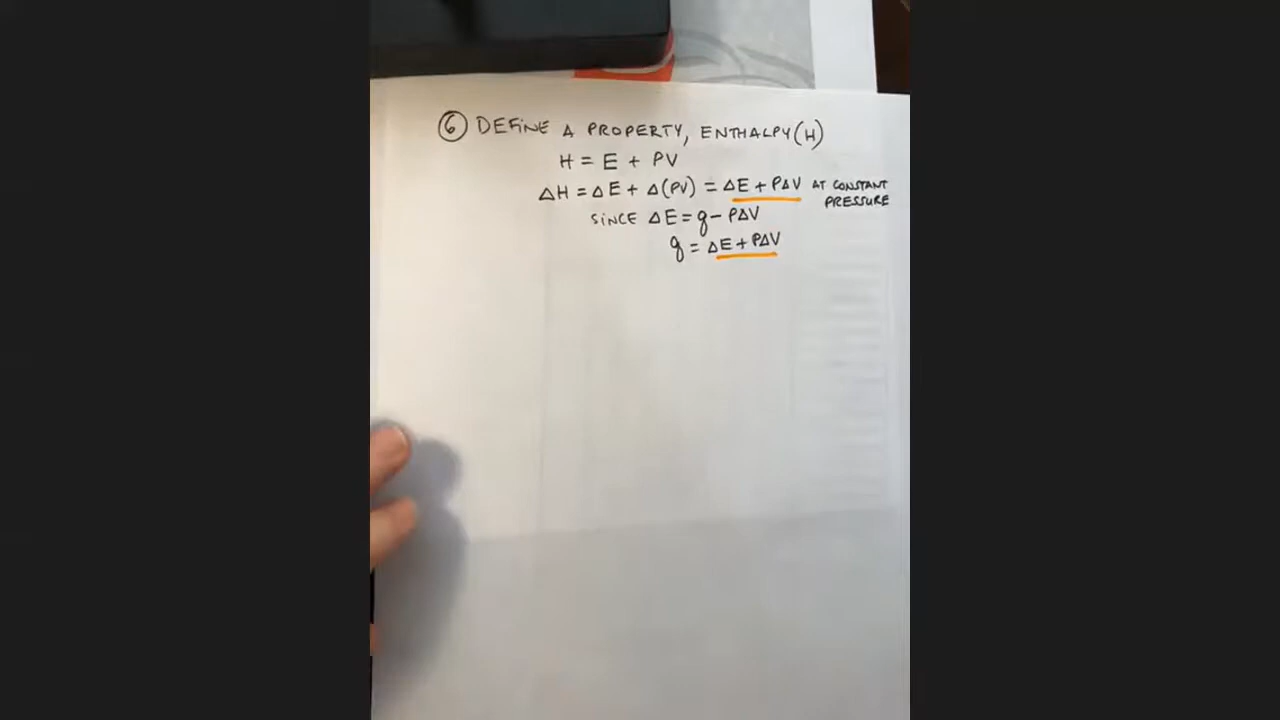 ⑥ DEFINE A PROPERTY, ENTHALPY(H)
H = E + PV
ΔH = ΔE + Δ(PV) = ΔE + PΔV AT CONSTANT PRESSURE
SINCE ΔE = q - PΔV
q = ΔE + PΔV